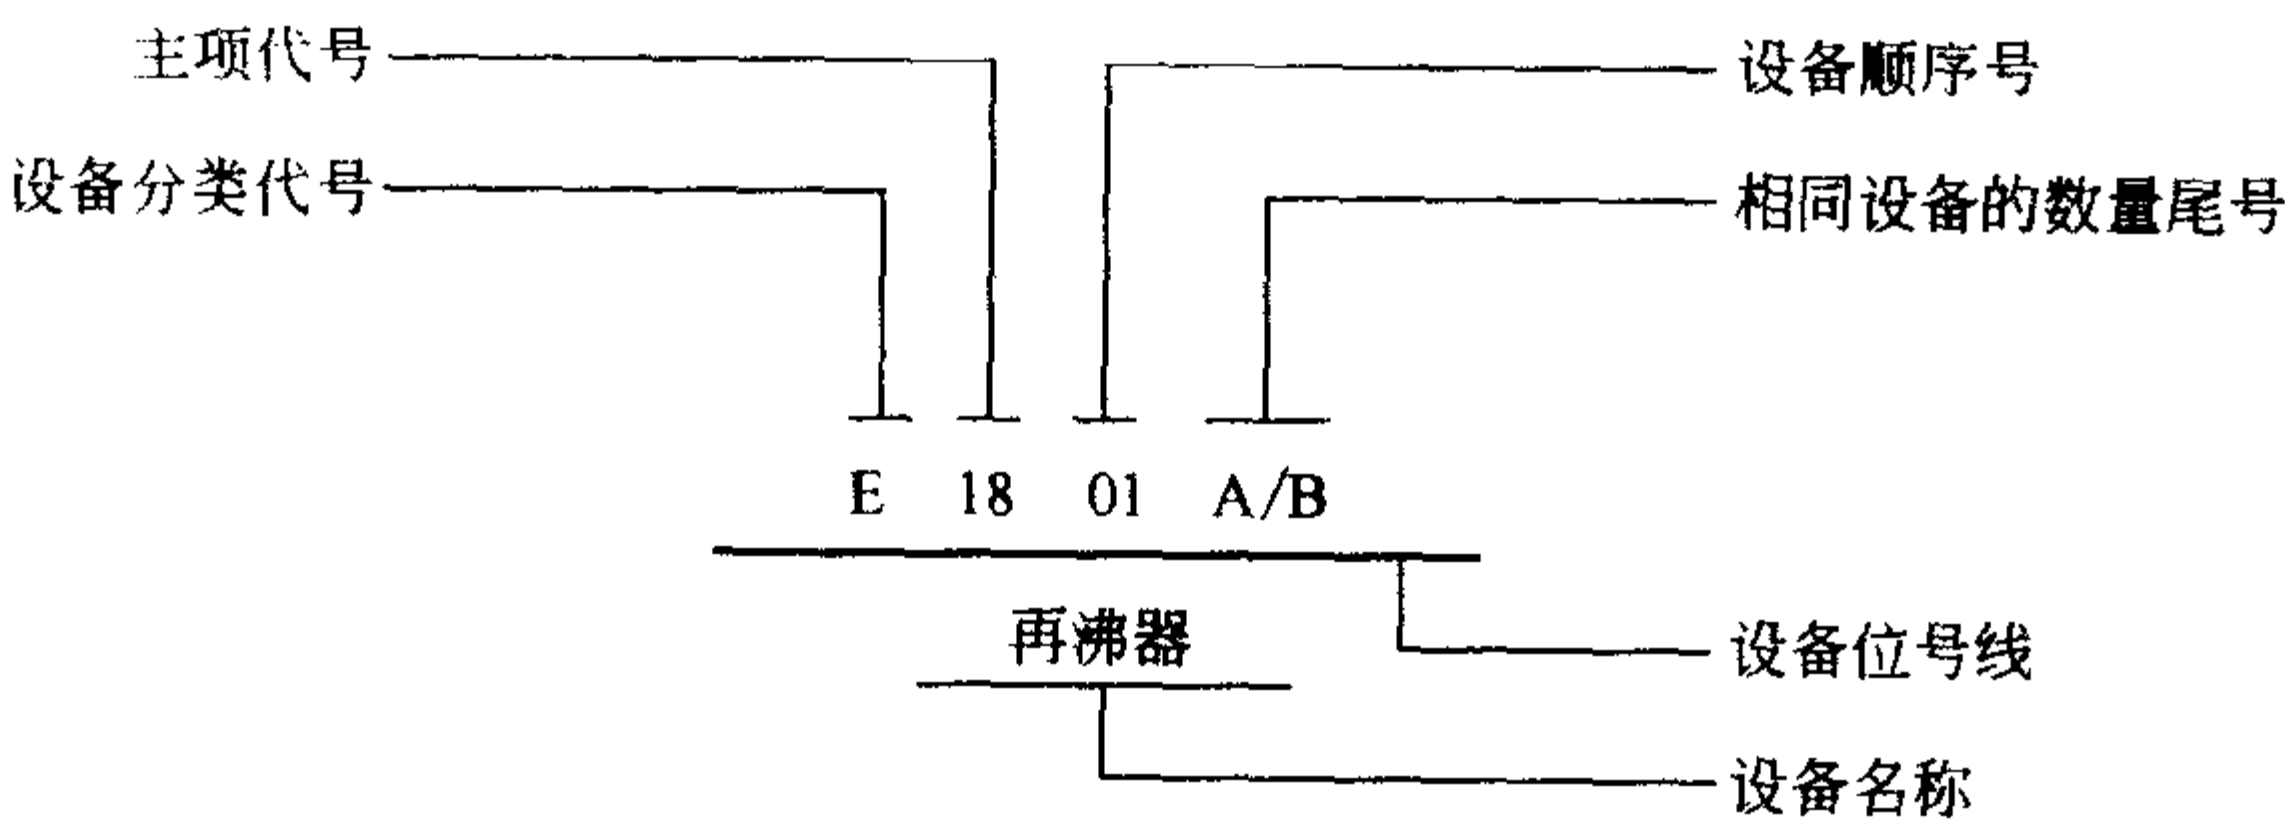 主项代号
设备顺序号
设备分类代号
相同设备的数量尾号
E 18 01 A/B
再沸器
设备位号线
设备名称